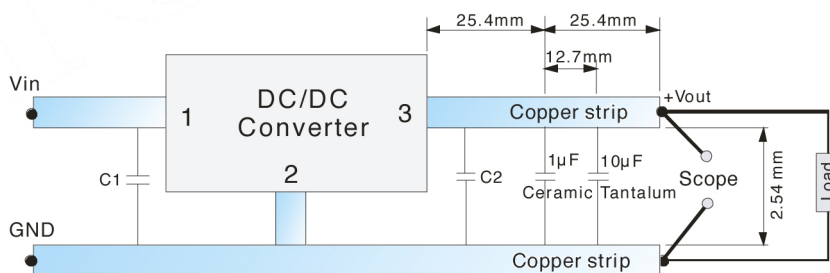 25.4mm
25.4mm
12.7mm
Vin
DC/DC
Converter
1
3
2
Copper strip
+Vout
C1
C2
1µF
Ceramic
10µF
Tantalum
Scope
2.54 mm
Load
GND
Copper strip